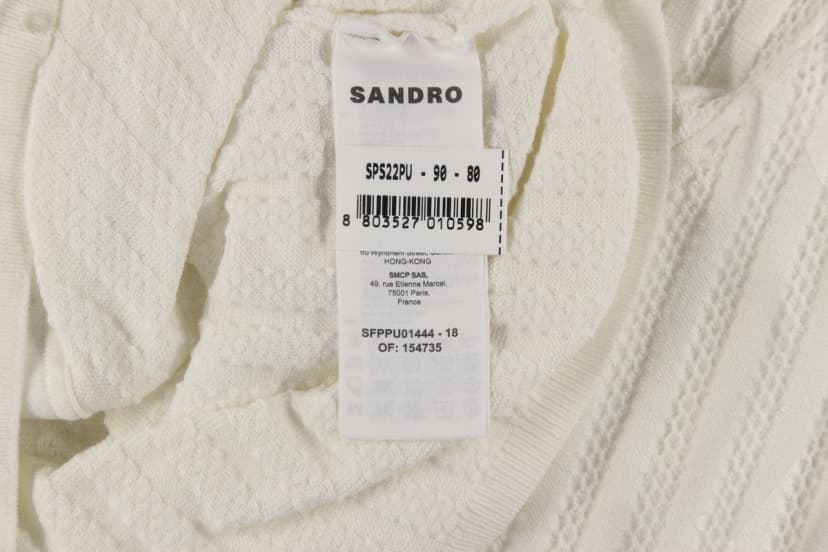 SANDRO
SPS22PU - 90 - 80
8 803527 010598
HONG-KONG
SMCP SAS,
49, rue Etienne Marcel,
75001 Paris,
France
SFPPU01444 - 18
OF: 154735